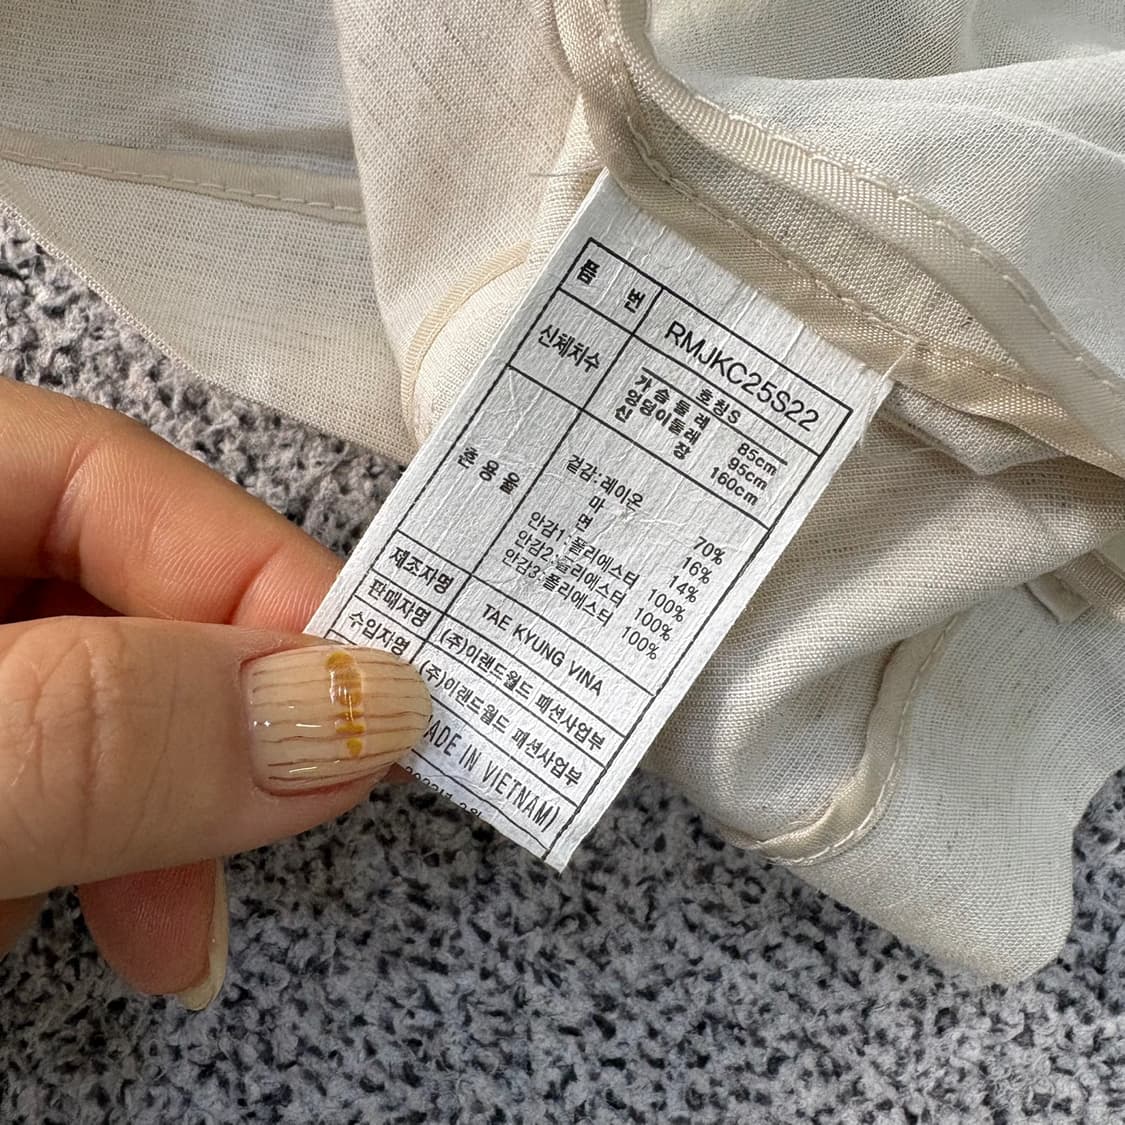 품 번 RMJKC25S22
신체치수 호칭S
가슴둘레 85cm
엉덩이둘레 95cm
신 장 160cm
혼용율 겉감:레이온 70%
마 16%
면 14%
안감1:폴리에스터 100%
안감2:폴리에스터 100%
안감3:폴리에스터 100%
제조자명 TAE KYUNG VINA
판매자명 (주)이랜드월드 패션사업부
수입자명 (주)이랜드월드 패션사업부
ADE IN VIETNAM)